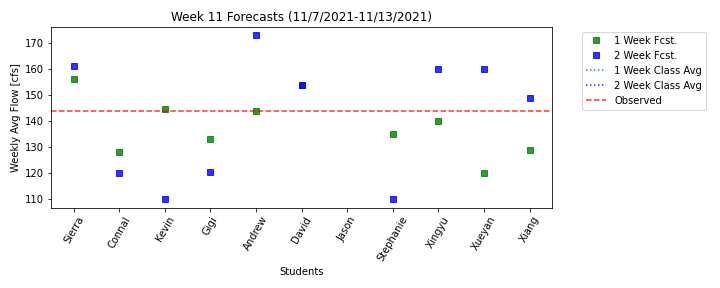 Week 11 Forecasts (11/7/2021-11/13/2021)
Weekly Avg Flow [cfs]
170
160
150
140
130
120
110
Sierra
Connal
Kevin
Gigi
Andrew
David
Jason
Stephanie
Xingyu
Xueyan
Xiang
Students
1 Week Fcst.
2 Week Fcst.
1 Week Class Avg
2 Week Class Avg
Observed